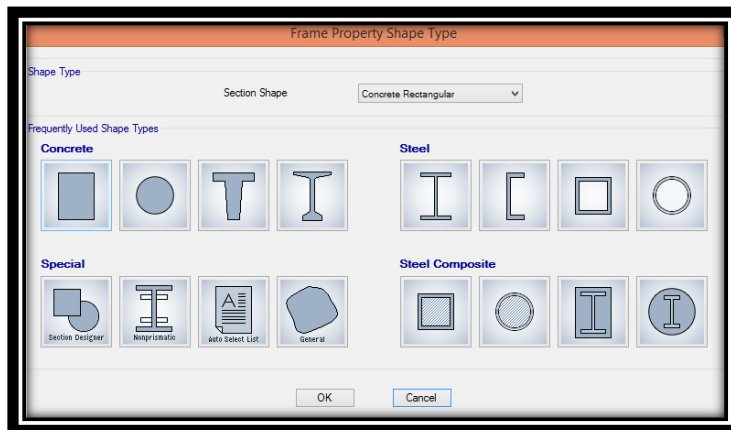 Frame Property Shape Type
Shape Type
Section Shape
Concrete Rectangular
Frequently Used Shape Types
Concrete
Steel
Special
Steel Composite
Section Designer
Nonprismatic
A
Auto Select List
General
OK
Cancel